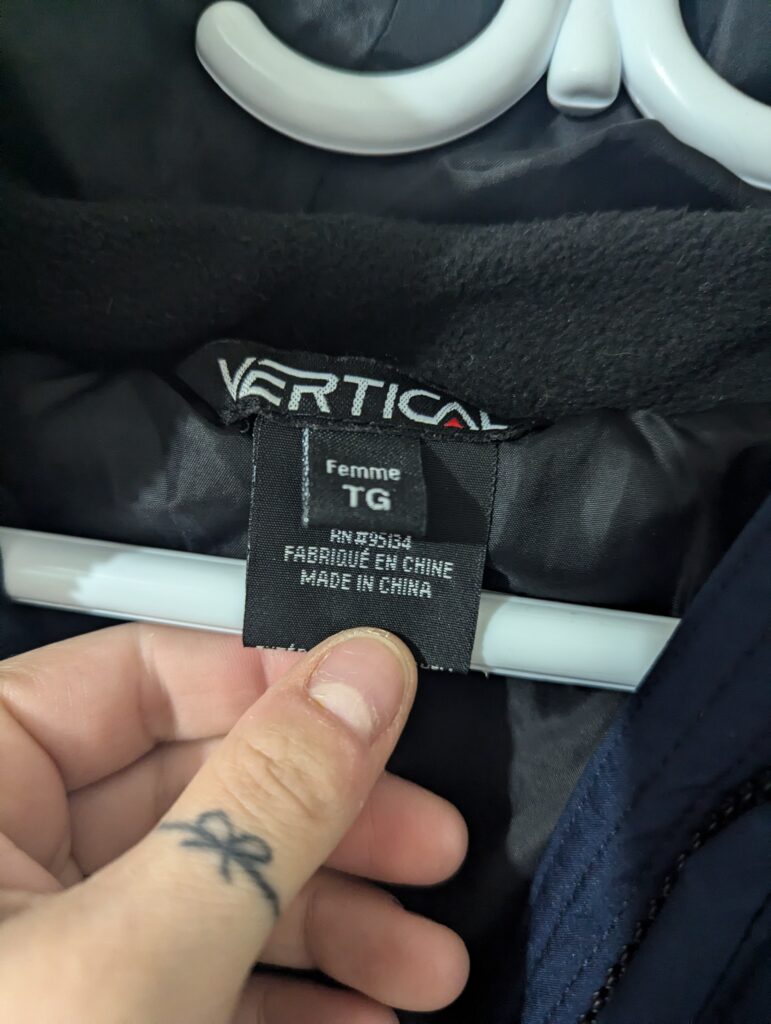 VERTICAL
Femme
TG
RN#95134
FABRIQUÉ EN CHINE
MADE IN CHINA